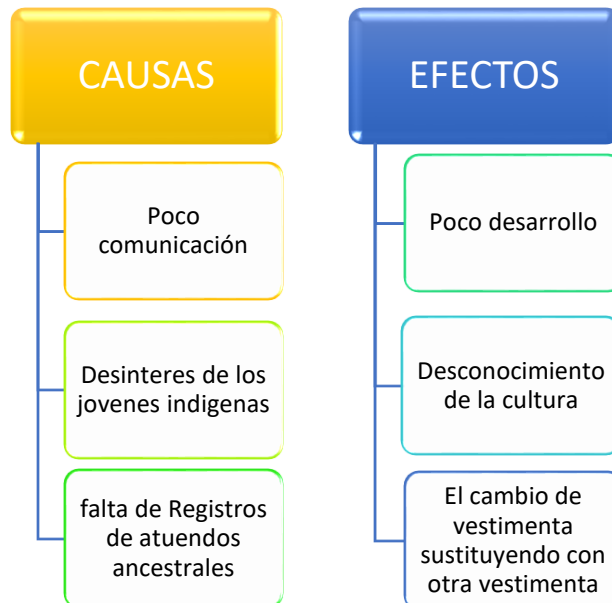 CAUSAS
Poco
comunicación
Desinteres de los
jovenes indigenas
falta de Registros
de atuendos
ancestrales
EFECTOS
Poco desarrollo
Desconocimiento
de la cultura
El cambio de
vestimenta
sustituyendo con
otra vestimenta